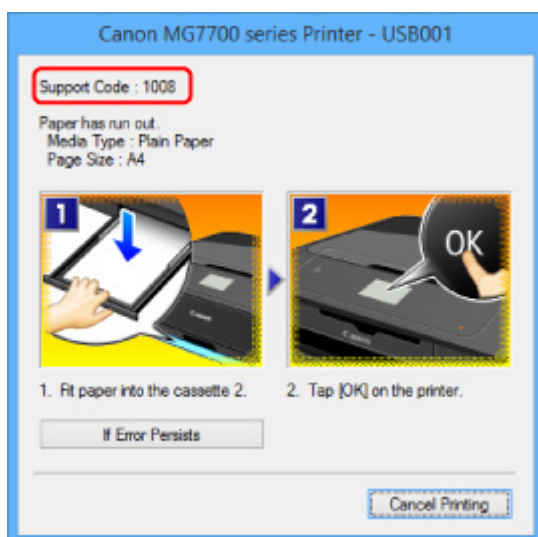 Canon MG7700 series Printer - USB001
Support Code : 1008
Paper has run out.
Media Type : Plain Paper
Page Size : A4
1
2
OK
Canon
Canon
1. Fit paper into the cassette 2.
2. Tap [OK] on the printer.
If Error Persists
Cancel Printing